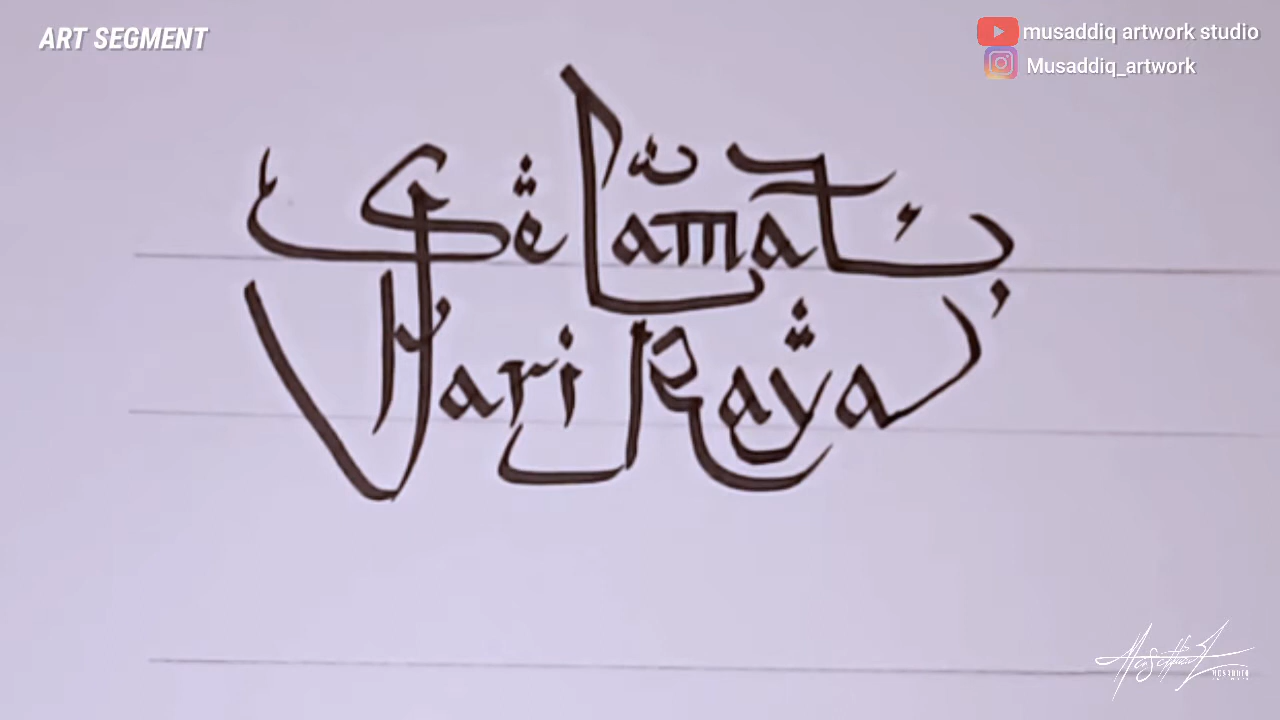 ART SEGMENT
musaddiq artwork studio
Musaddiq_artwork
Selamat
Hari Raya